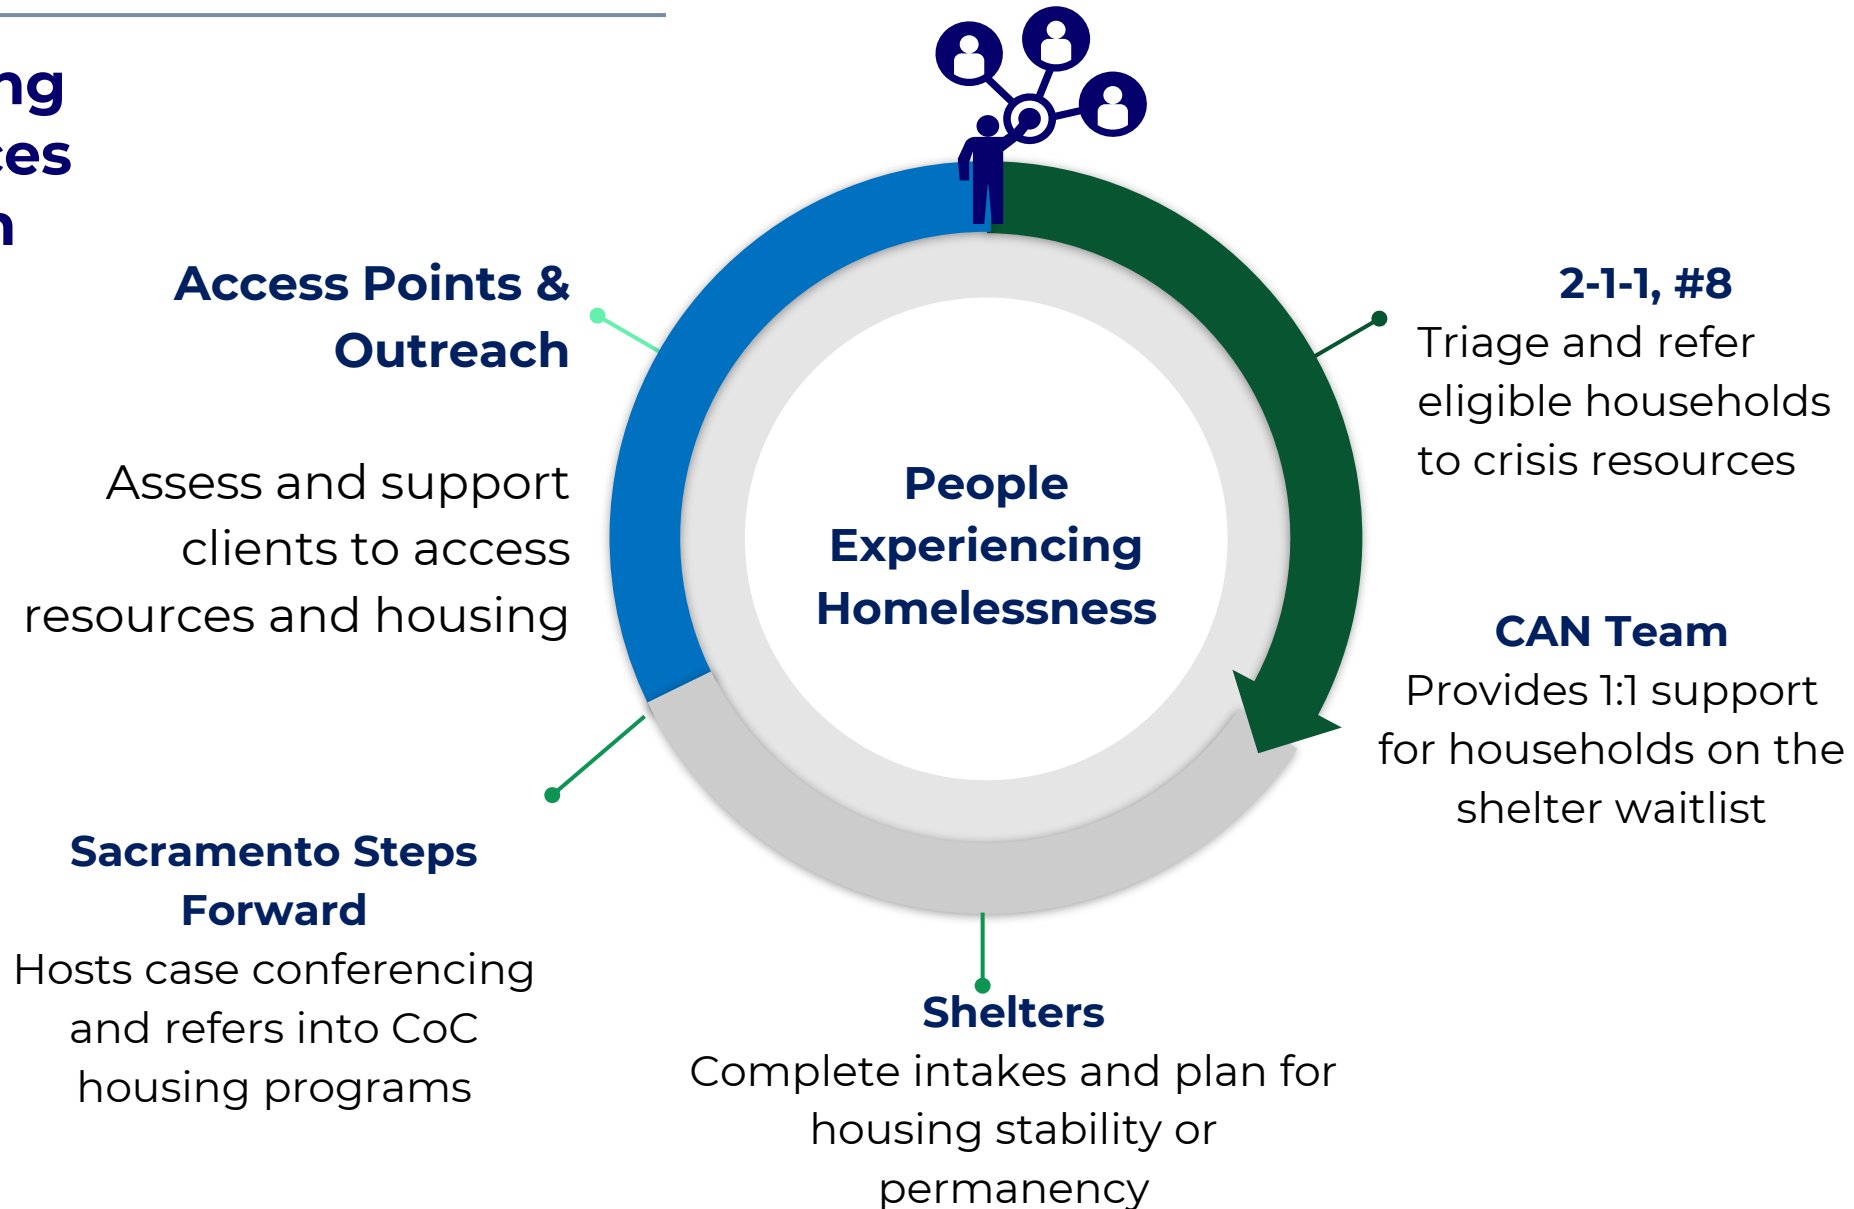 Access Points &
Outreach
Assess and support
clients to access
resources and housing
2-1-1, #8
Triage and refer
eligible households
to crisis resources
People
Experiencing
Homelessness
CAN Team
Provides 1:1 support
for households on the
shelter waitlist
Sacramento Steps
Forward
Hosts case conferencing
and refers into CoC
housing programs
Shelters
Complete intakes and plan for
housing stability or
permanency